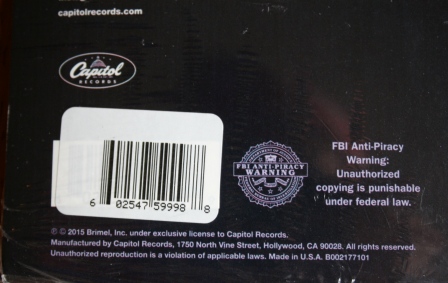 capitolrecords.com
Capitol
RECORDS
6 02547 59998 8
FBI ANTI-PIRACY
WARNING
FBI Anti-Piracy
Warning:
Unauthorized
copying is punishable
under federal law.
℗ © 2015 Brimel, Inc. under exclusive license to Capitol Records.
Manufactured by Capitol Records, 1750 North Vine Street, Hollywood, CA 90028. All rights reserved.
Unauthorized reproduction is a violation of applicable laws. Made in U.S.A. B002177101